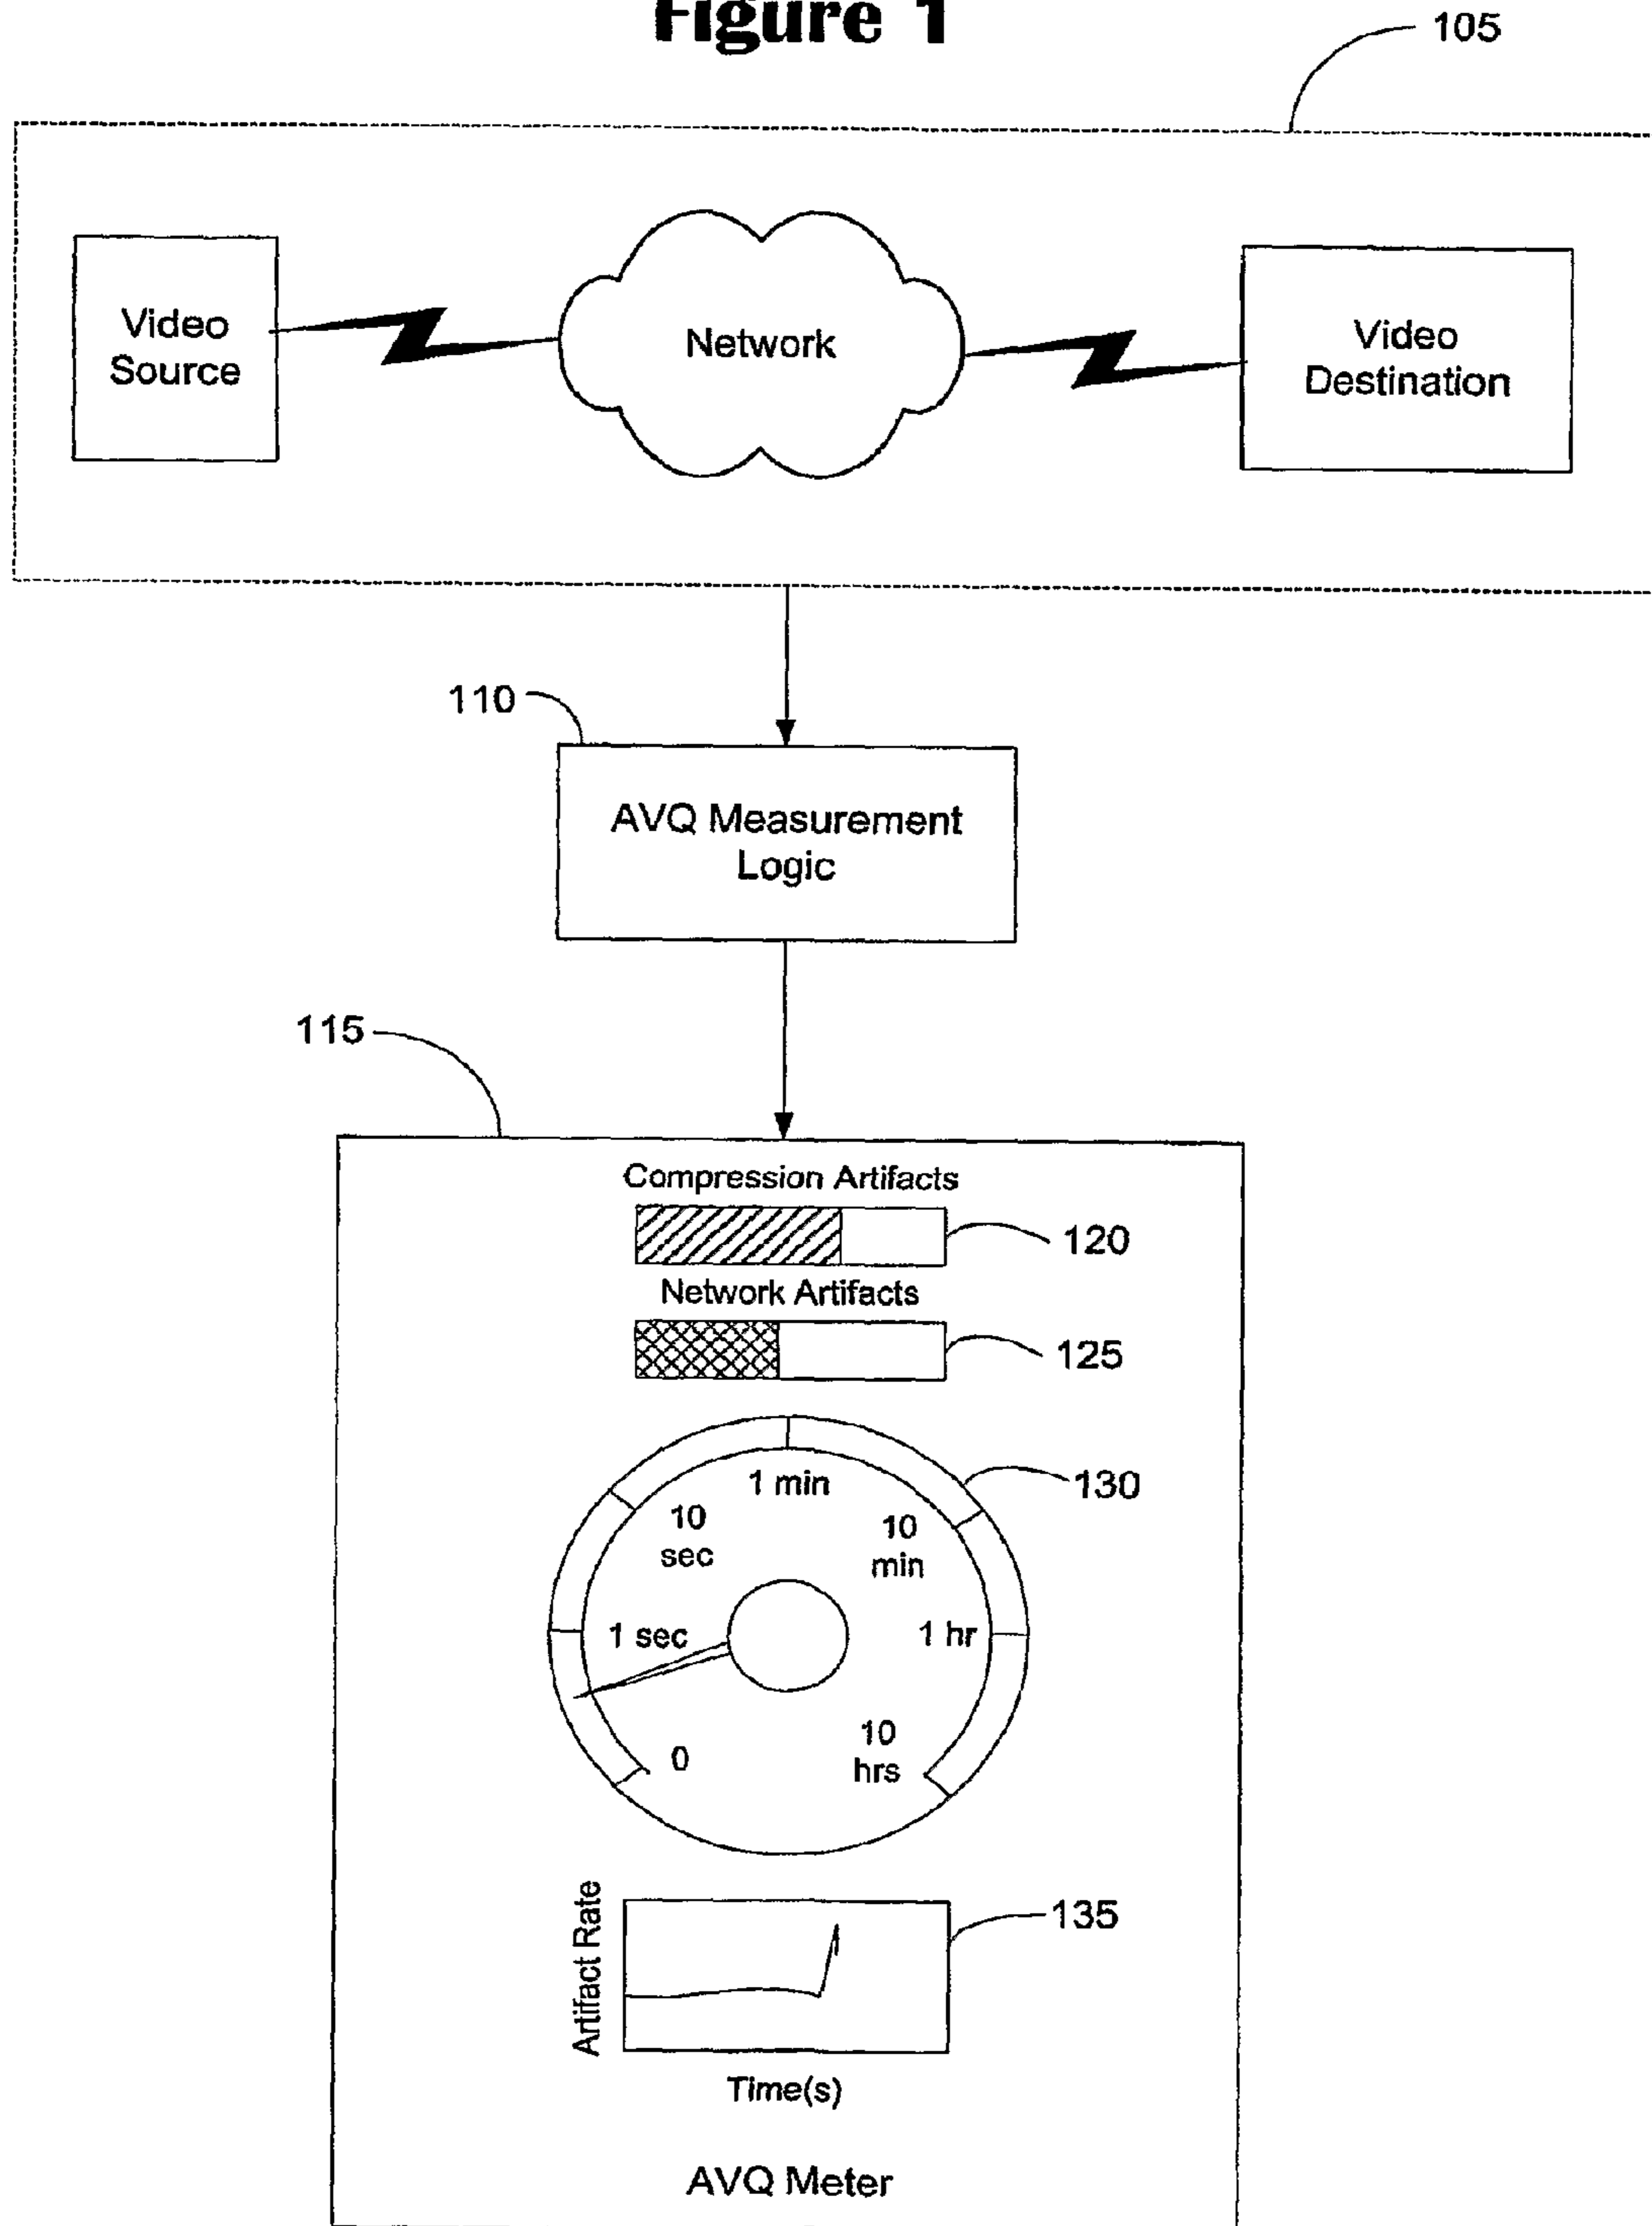 Figure 1
105
Video
Source
Network
Video
Destination
110
AVQ Measurement
Logic
115
Compression Artifacts
120
Network Artifacts
125
130
1 min
10
sec
10
min
1 sec
1 hr
0
10
hrs
135
Artifact Rate
Time(s)
AVQ Meter